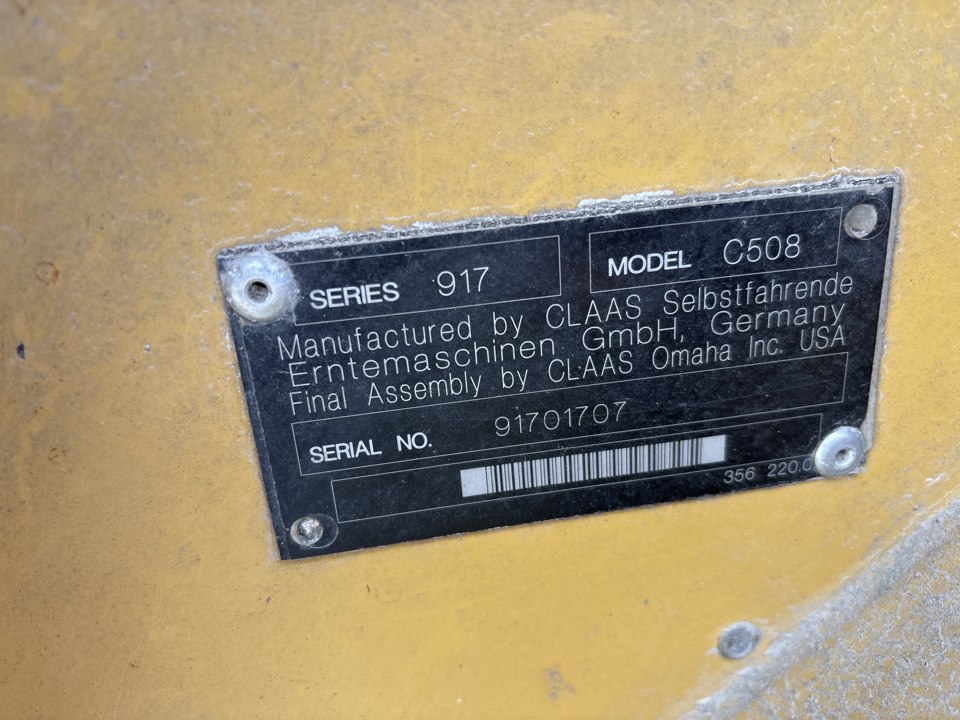 SERIES 917 MODEL C508
Manufactured by CLAAS Selbstfahrende
Erntemaschinen GmbH, Germany
Final Assembly by CLAAS Omaha Inc. USA
SERIAL NO. 91701707
356 220.0